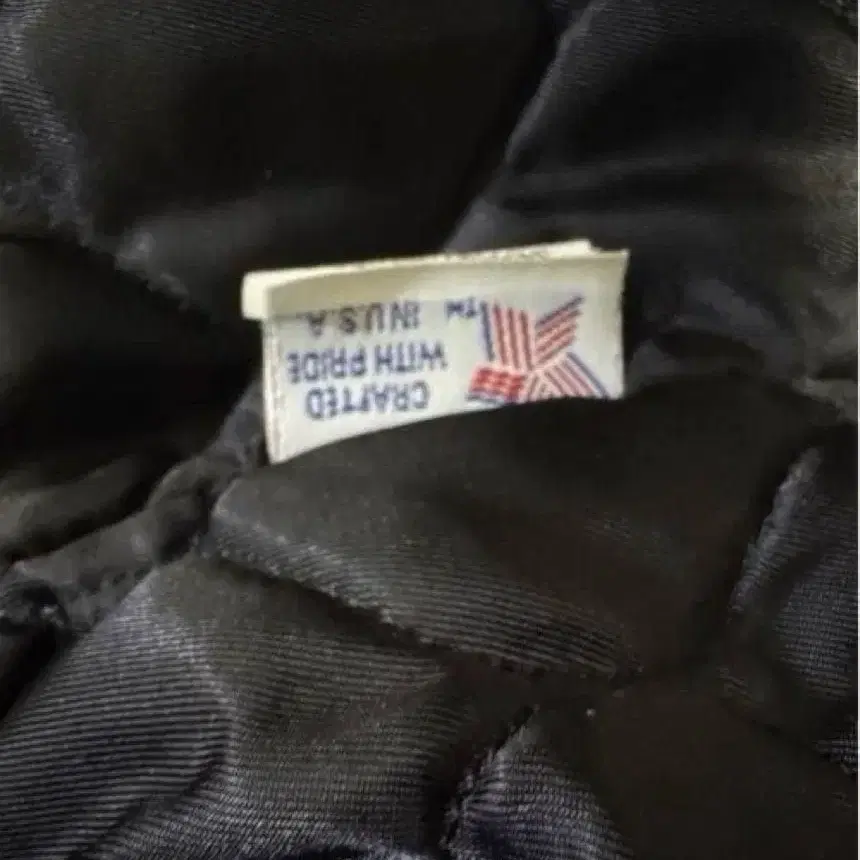 CRAFTED
WITH PRIDE
IN U.S.A. TM